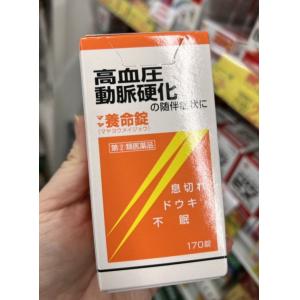 高血圧
動脈硬化
の随伴症状に
マヤ養命錠
(マヤヨウメイジョウ)
第②類医薬品
息切れ
ドウキ
不眠
170錠